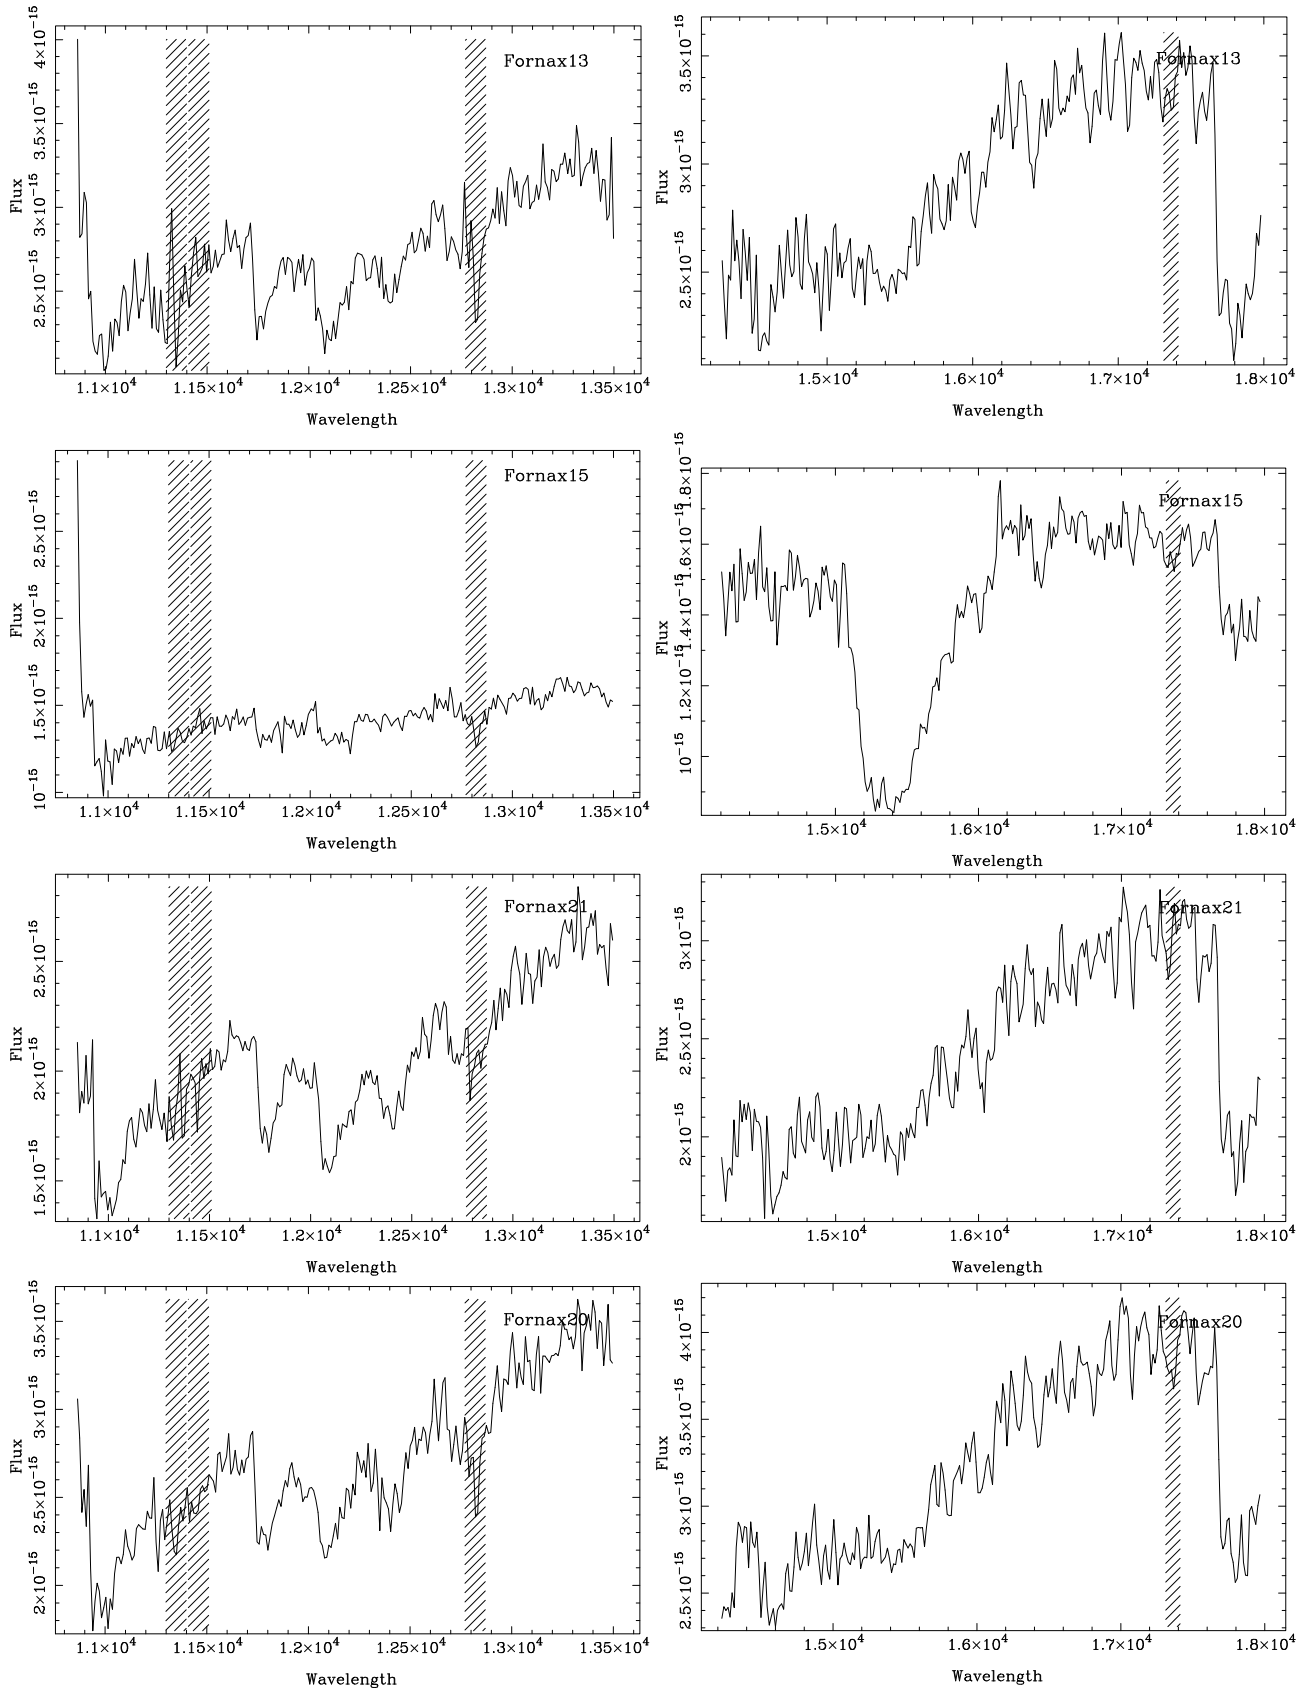 Fornax13
4×10⁻¹⁵
3.5×10⁻¹⁵
3×10⁻¹⁵
2.5×10⁻¹⁵
Flux
1.1×10⁴ 1.15×10⁴ 1.2×10⁴ 1.25×10⁴ 1.3×10⁴ 1.35×10⁴
Wavelength
Fornax13
3.5×10⁻¹⁵
3×10⁻¹⁵
2.5×10⁻¹⁵
Flux
1.5×10⁴ 1.6×10⁴ 1.7×10⁴ 1.8×10⁴
Wavelength
Fornax15
2.5×10⁻¹⁵
2×10⁻¹⁵
1.5×10⁻¹⁵
10⁻¹⁵
Flux
1.1×10⁴ 1.15×10⁴ 1.2×10⁴ 1.25×10⁴ 1.3×10⁴ 1.35×10⁴
Wavelength
Fornax15
1.8×10⁻¹⁵
1.6×10⁻¹⁵
1.4×10⁻¹⁵
1.2×10⁻¹⁵
10⁻¹⁵
Flux
1.5×10⁴ 1.6×10⁴ 1.7×10⁴ 1.8×10⁴
Wavelength
Fornax21
2.5×10⁻¹⁵
2×10⁻¹⁵
1.5×10⁻¹⁵
Flux
1.1×10⁴ 1.15×10⁴ 1.2×10⁴ 1.25×10⁴ 1.3×10⁴ 1.35×10⁴
Wavelength
Fornax21
3×10⁻¹⁵
2.5×10⁻¹⁵
2×10⁻¹⁵
Flux
1.5×10⁴ 1.6×10⁴ 1.7×10⁴ 1.8×10⁴
Wavelength
Fornax20
3.5×10⁻¹⁵
3×10⁻¹⁵
2.5×10⁻¹⁵
2×10⁻¹⁵
Flux
1.1×10⁴ 1.15×10⁴ 1.2×10⁴ 1.25×10⁴ 1.3×10⁴ 1.35×10⁴
Wavelength
Fornax20
4×10⁻¹⁵
3.5×10⁻¹⁵
3×10⁻¹⁵
2.5×10⁻¹⁵
Flux
1.5×10⁴ 1.6×10⁴ 1.7×10⁴ 1.8×10⁴
Wavelength